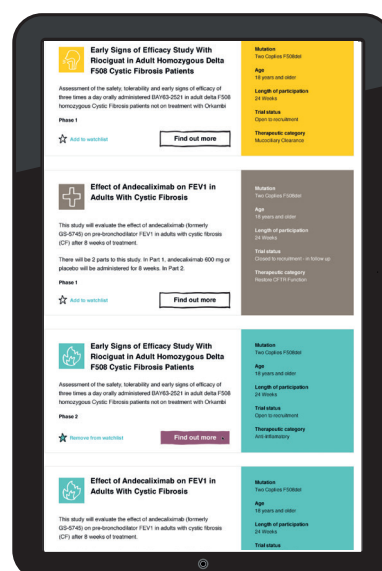 Early Signs of Efficacy Study With
Riociguat in Adult Homozygous Delta
F508 Cystic Fibrosis Patients
Assessment of the safety, tolerability and early signs of efficacy of
three times a day orally administered BAY63-2521 in adult delta F508
homozygous Cystic Fibrosis patients not on treatment with Orkambi
Phase 1
Add to watchlist
Find out more
Mutation
Two Copies F508del
Age
18 years and older
Length of participation
24 Weeks
Trial status
Open to recruitment
Therapeutic category
Mucociliary Clearance
Effect of Andecaliximab on FEV1 in
Adults With Cystic Fibrosis
This study will evaluate the effect of andecaliximab (formerly
GS-5745) on pre-bronchodilator FEV1 in adults with cystic fibrosis
(CF) after 8 weeks of treatment.
There will be 2 parts to this study. In Part 1, andecaliximab 600 mg or
placebo will be administered for 8 weeks. In Part 2.
Phase 1
Add to watchlist
Find out more
Mutation
Two Copies F508del
Age
18 years and older
Length of participation
24 Weeks
Trial status
Closed to recruitment - in follow up
Therapeutic category
Restore CFTR Function
Early Signs of Efficacy Study With
Riociguat in Adult Homozygous Delta
F508 Cystic Fibrosis Patients
Assessment of the safety, tolerability and early signs of efficacy of
three times a day orally administered BAY63-2521 in adult delta F508
homozygous Cystic Fibrosis patients not on treatment with Orkambi
Phase 2
Remove from watchlist
Find out more
Mutation
Two Copies F508del
Age
18 years and older
Length of participation
24 Weeks
Trial status
Open to recruitment
Therapeutic category
Anti-inflamatory
Effect of Andecaliximab on FEV1 in
Adults With Cystic Fibrosis
This study will evaluate the effect of andecaliximab (formerly
GS-5745) on pre-bronchodilator FEV1 in adults with cystic fibrosis
(CF) after 8 weeks of treatment.
Mutation
Two Copies F508del
Age
18 years and older
Length of participation
24 Weeks
Trial status